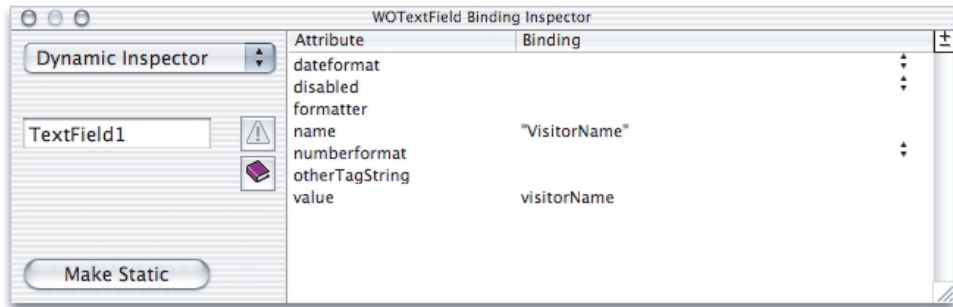 WOTextField Binding Inspector
Dynamic Inspector
TextField1
Make Static
Attribute Binding
dateformat
disabled
formatter
name "VisitorName"
numberformat
otherTagString
value visitorName